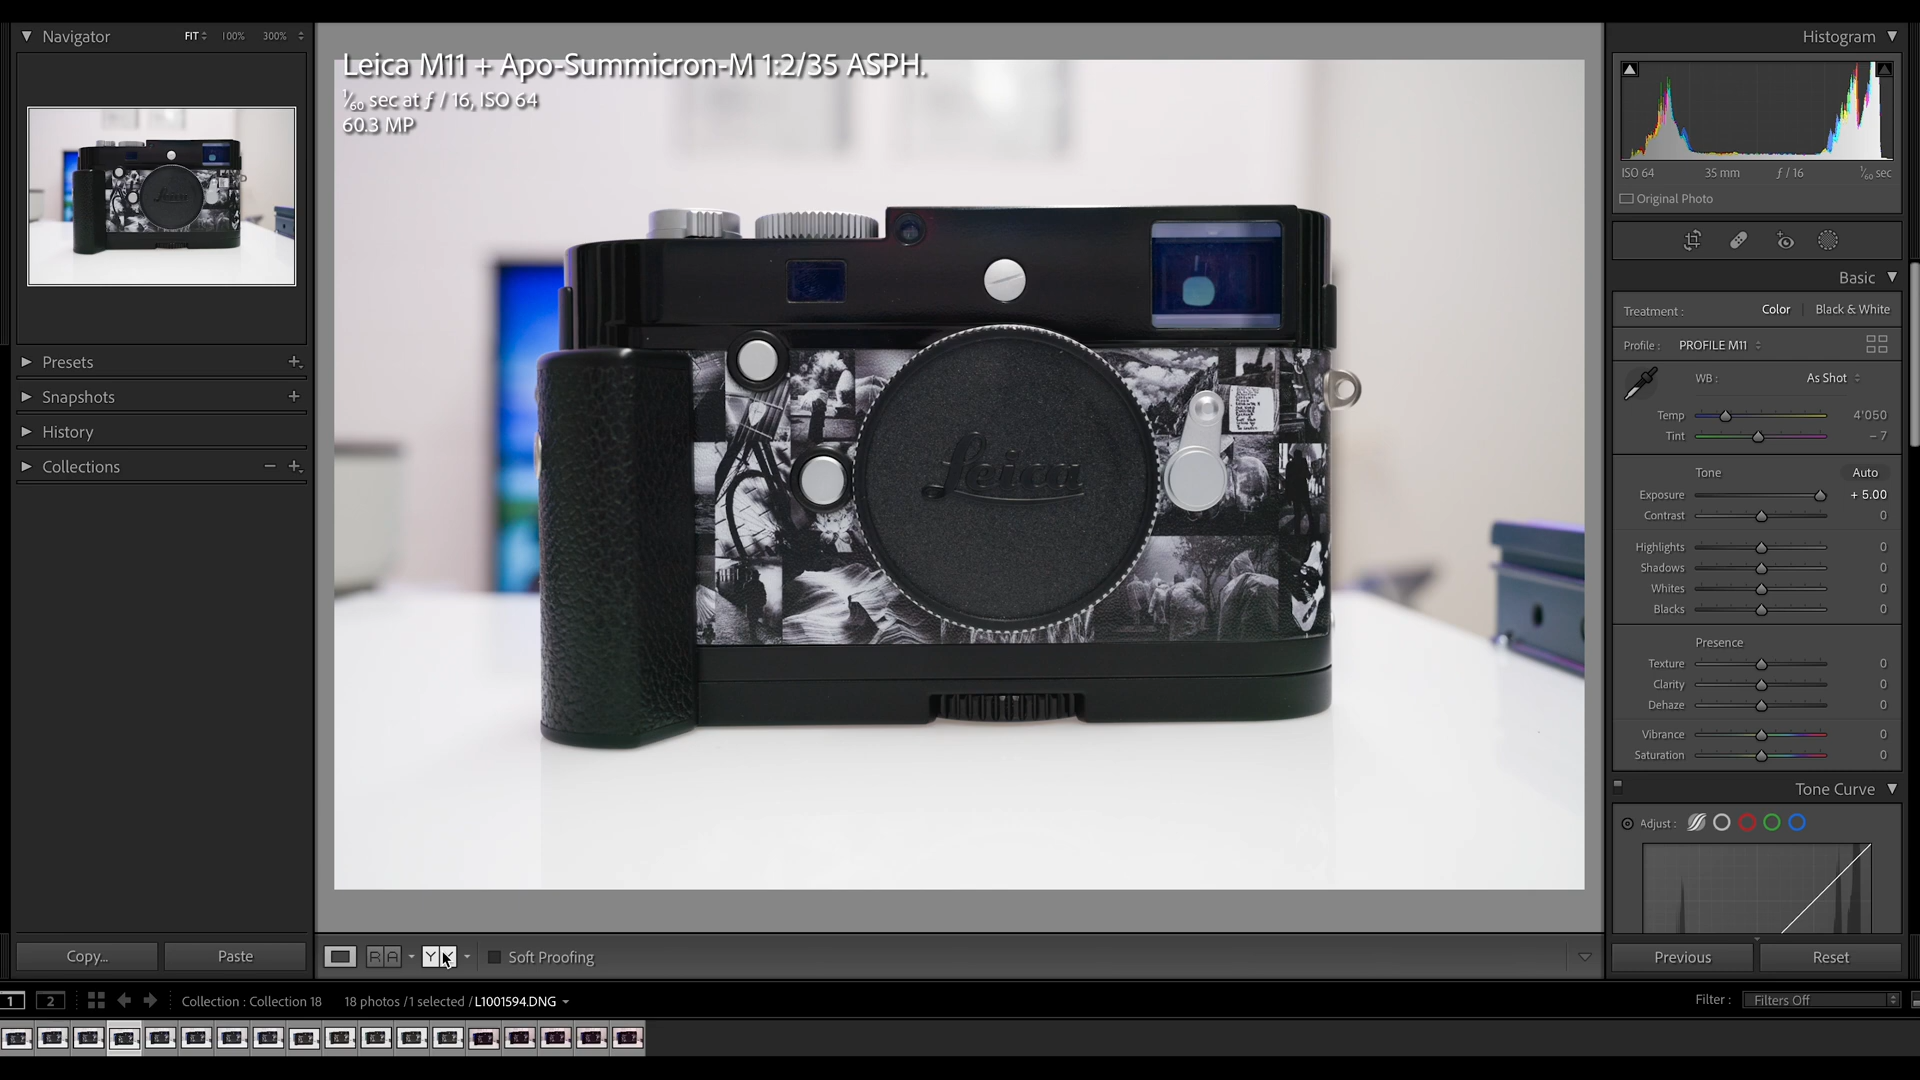 Navigator
FIT 100% 300%
Presets
Snapshots
History
Collections
Copy...
Paste
Leica M11 + Apo-Summicron-M 1:2/35 ASPH.
1/60 sec at ƒ / 16, ISO 64
60.3 MP
Leica
R A
Y Y
Soft Proofing
Histogram
ISO 64 35 mm ƒ / 16 1/60 sec
Original Photo
Basic
Treatment : Color Black & White
Profile : PROFILE M11
WB : As Shot
Temp 4'050
Tint – 7
Tone Auto
Exposure + 5.00
Contrast 0
Highlights 0
Shadows 0
Whites 0
Blacks 0
Presence
Texture 0
Clarity 0
Dehaze 0
Vibrance 0
Saturation 0
Tone Curve
Adjust :
Previous
Reset
1 2
Collection : Collection 18
18 photos / 1 selected / L1001594.DNG
Filter : Filters Off